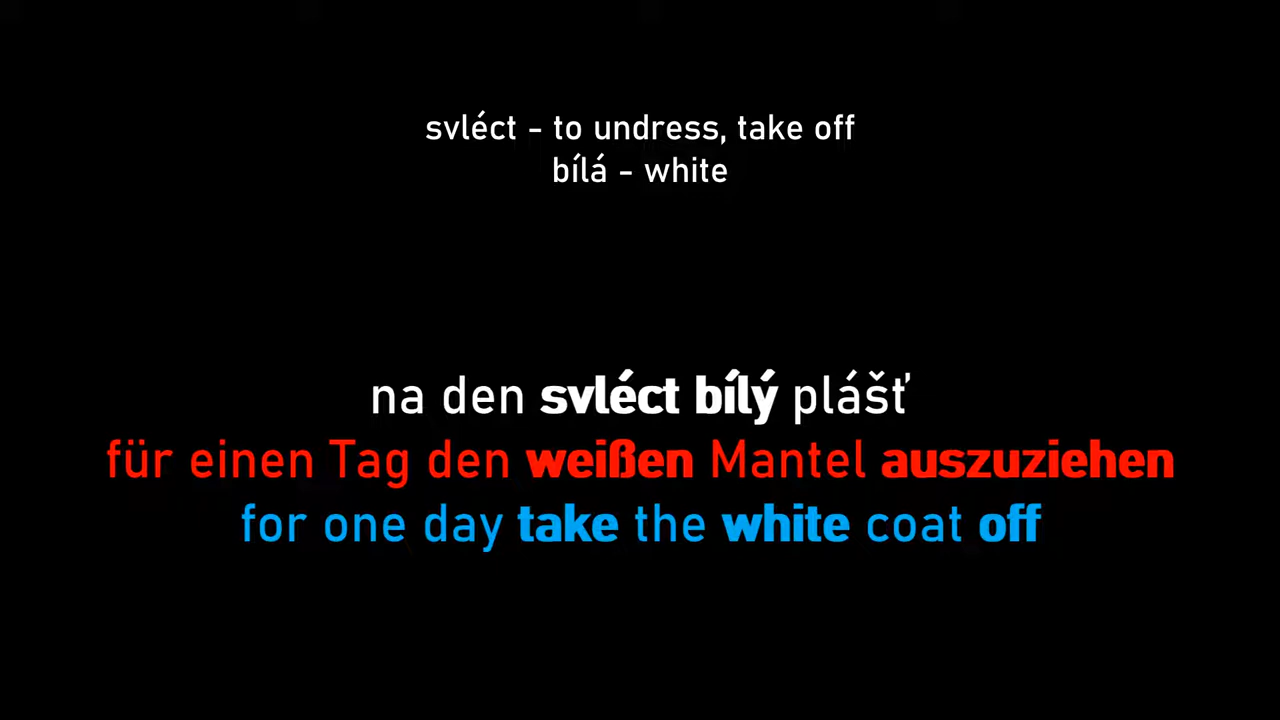 svléct - to undress, take off
bílá - white
na den svléct bílý plášť
für einen Tag den weißen Mantel auszuziehen
for one day take the white coat off